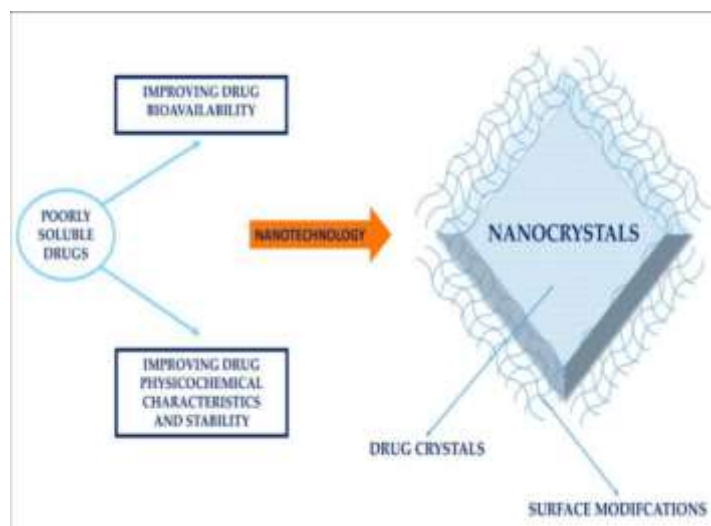 IMPROVING DRUG
BIOAVAILABILITY
POORLY
SOLUBLE
DRUGS
NANOTECHNOLOGY
NANOCRYSTALS
IMPROVING DRUG
PHYSICOCHEMICAL
CHARACTERISTICS
AND STABILITY
DRUG CRYSTALS
SURFACE MODIFCATIONS